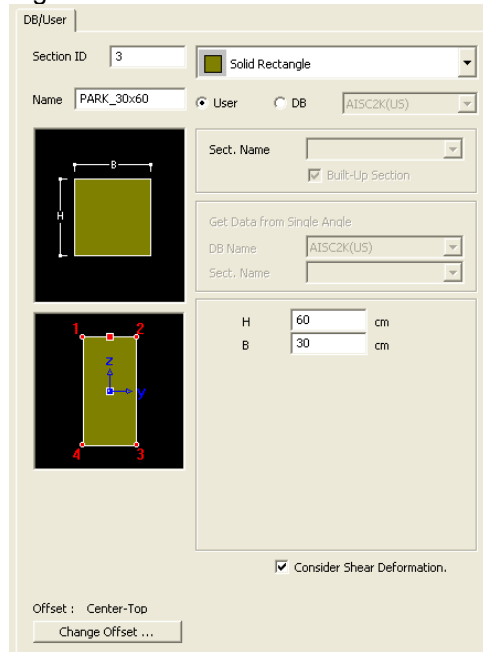 DB/User
Section ID 3 Solid Rectangle
Name PARK_30x60 User DB AISC2K(US)
Sect. Name
Built-Up Section
Get Data from Single Angle
DB Name AISC2K(US)
Sect. Name
B
H
H 60 cm
B 30 cm
1 2
z
y
4 3
Consider Shear Deformation.
Offset : Center-Top
Change Offset ...